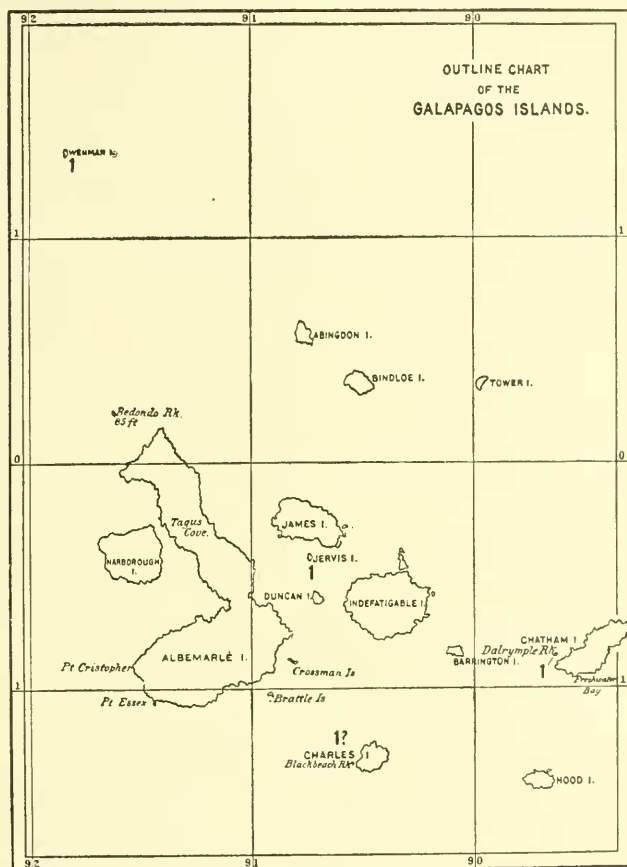 92
91
90
OUTLINE CHART
OF THE
GALAPAGOS ISLANDS.
WENMAN Is
1
1
1
ABINGDON I.
BINDLOE I.
TOWER I.
Redondo Rk.
85 ft
0
0
Tagus
Cove.
JAMES I.
NARBOROUGH
I.
JERVIS I.
1
DUNCAN I.
INDEFATIGABLE I.
CHATHAM I
Dalrymple Rk
BARRINGTON I.
1
ALBEMARLE I.
Pt Cristopher
Crossman Is
Freshwater
Bay
1
1
Pt Essex
Brattle Is
1?
CHARLES I
Blackbeach Rk
HOOD I.
92
91
90